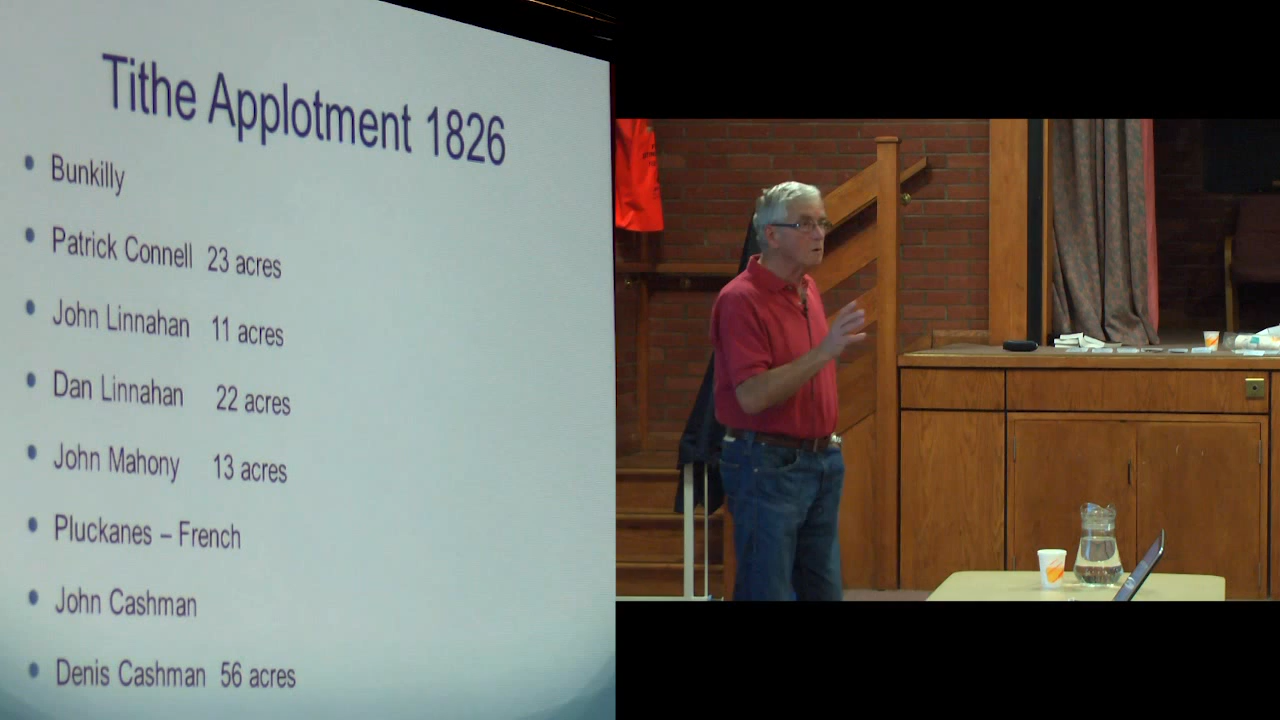 Tithe Applotment 1826
• Bunkilly
• Patrick Connell 23 acres
• John Linnahan 11 acres
• Dan Linnahan 22 acres
• John Mahony 13 acres
• Pluckanes – French
• John Cashman
• Denis Cashman 56 acres